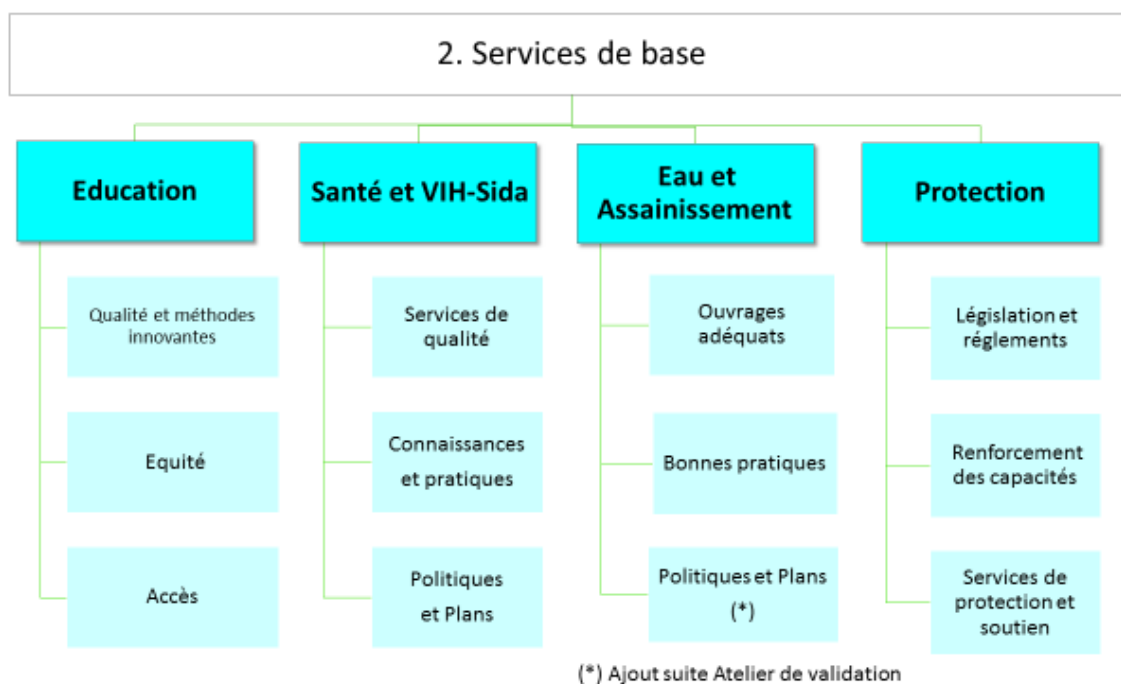 2. Services de base
Education
Qualité et méthodes
innovantes
Equité
Accès
Santé et VIH-Sida
Services de
qualité
Connaissances
et pratiques
Politiques
et Plans
Eau et
Assainissement
Ouvrages
adéquats
Bonnes pratiques
Politiques et Plans
(*)
Protection
Législation et
réglements
Renforcement
des capacités
Services de
protection et
soutien
(*) Ajout suite Atelier de validation